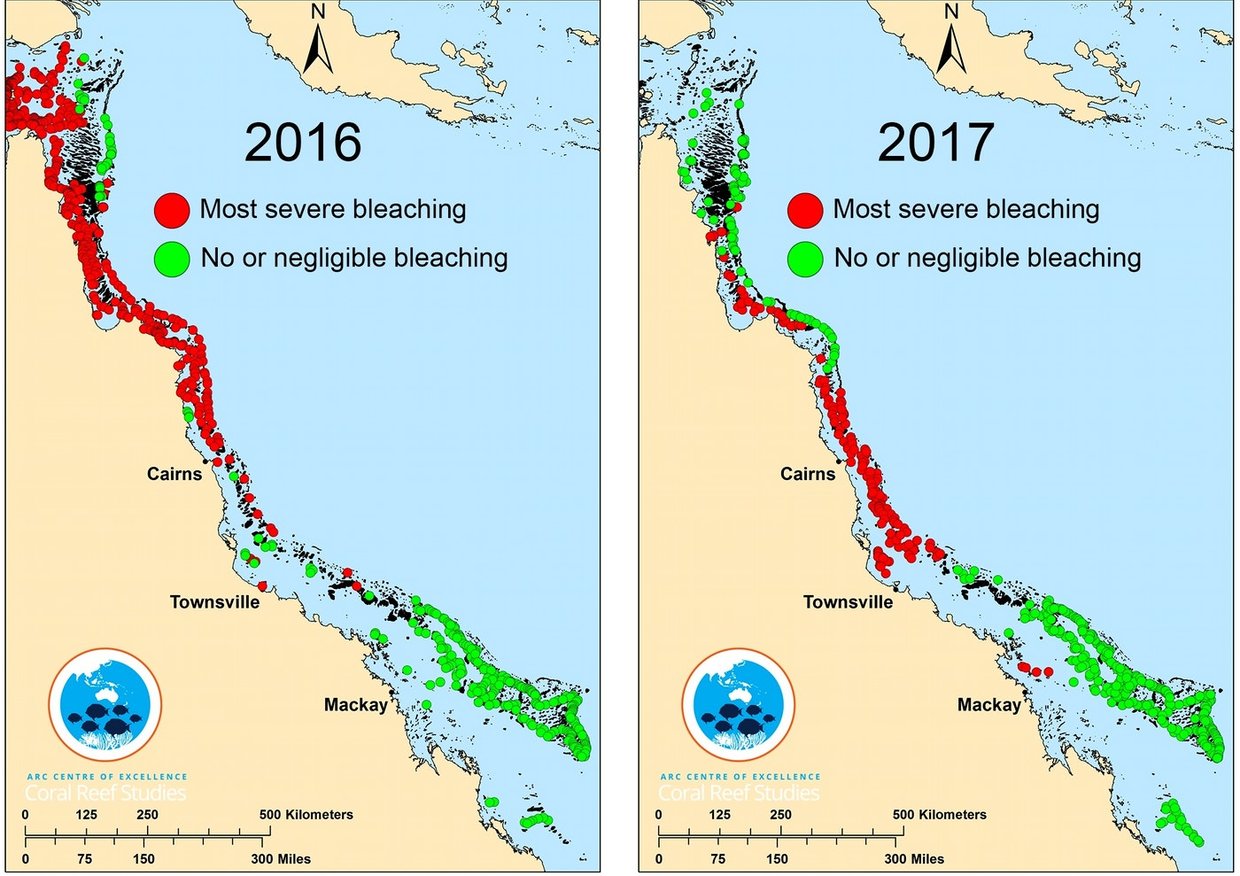 N
2016
Most severe bleaching
No or negligible bleaching
Cairns
Townsville
Mackay
ARC CENTRE OF EXCELLENCE
Coral Reef Studies
0 125 250 500 Kilometers
0 75 150 300 Miles
N
2017
Most severe bleaching
No or negligible bleaching
Cairns
Townsville
Mackay
ARC CENTRE OF EXCELLENCE
Coral Reef Studies
0 125 250 500 Kilometers
0 75 150 300 Miles